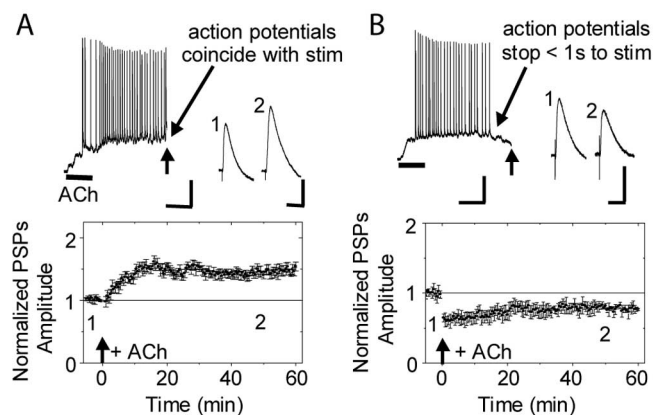 A
action potentials
coincide with stim
1
2
ACh
Normalized PSPs
Amplitude
2
1
0
1
2
+ ACh
0
20
40
60
Time (min)
B
action potentials
stop < 1s to stim
1
2
Normalized PSPs
Amplitude
2
1
0
1
2
+ ACh
0
20
40
60
Time (min)